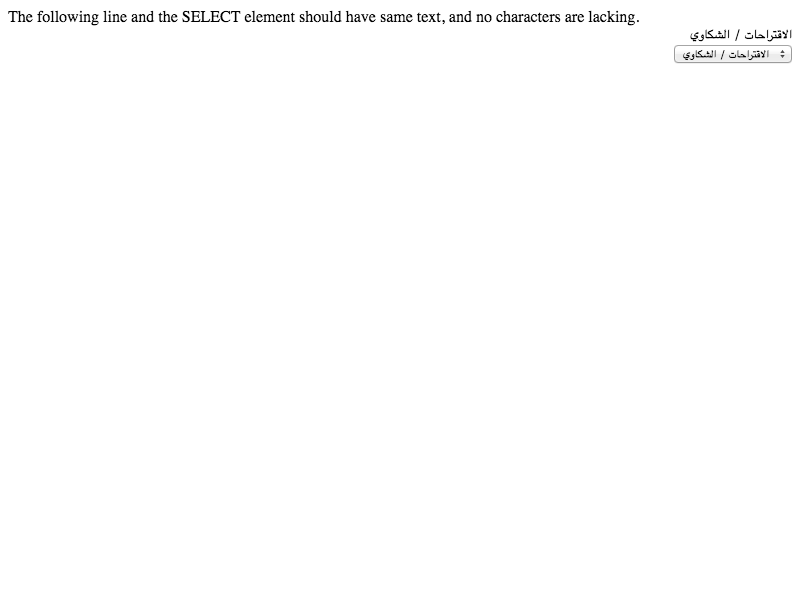 The following line and the SELECT element should have same text, and no characters are lacking.
الاقتراحات / الشكاوي
الاقتراحات / الشكاوي